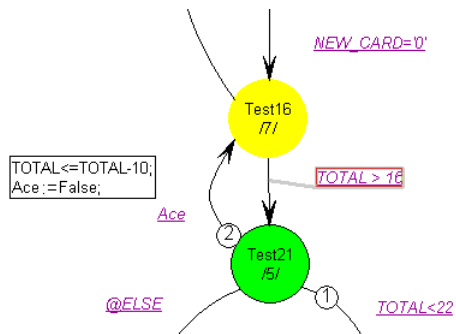 NEW_CARD='0'
Test16
/7/
TOTAL<=TOTAL-10;
Ace :=False;
TOTAL > 16
Ace
2
Test21
/5/
@ELSE
1
TOTAL<22